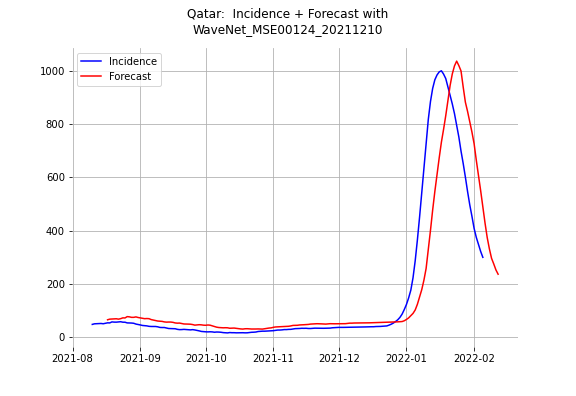 Qatar:  Incidence + Forecast with
WaveNet_MSE00124_20211210
Incidence
Forecast
1000
800
600
400
200
0
2021-08 2021-09 2021-10 2021-11 2021-12 2022-01 2022-02